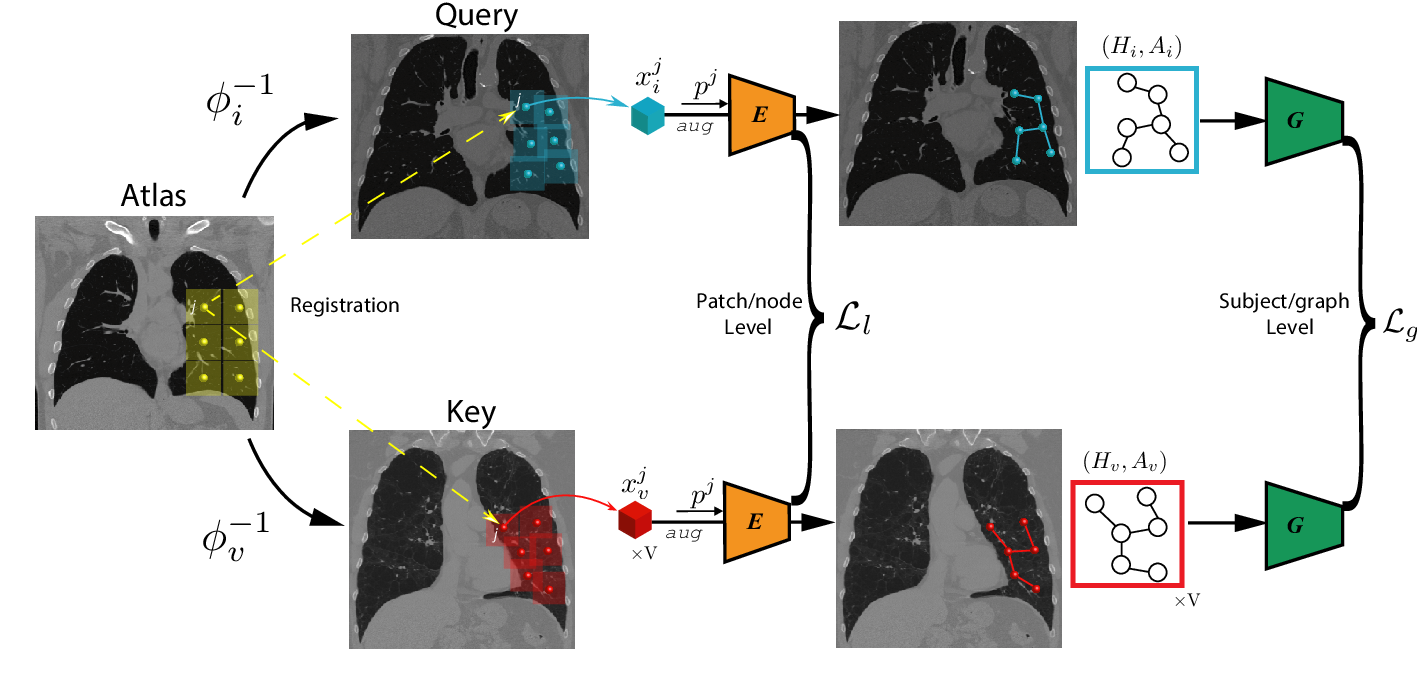 Query
$\phi_i^{-1}$
$x_i^j$
$p^j$
aug
E
$(H_i, A_i)$
G
j
Atlas
j
Registration
Patch/node
Level
$\mathcal{L}_l$
Subject/graph
Level
$\mathcal{L}_g$
Key
$\phi_v^{-1}$
j
$x_v^j$
×V
$p^j$
aug
E
$(H_v, A_v)$
×V
G